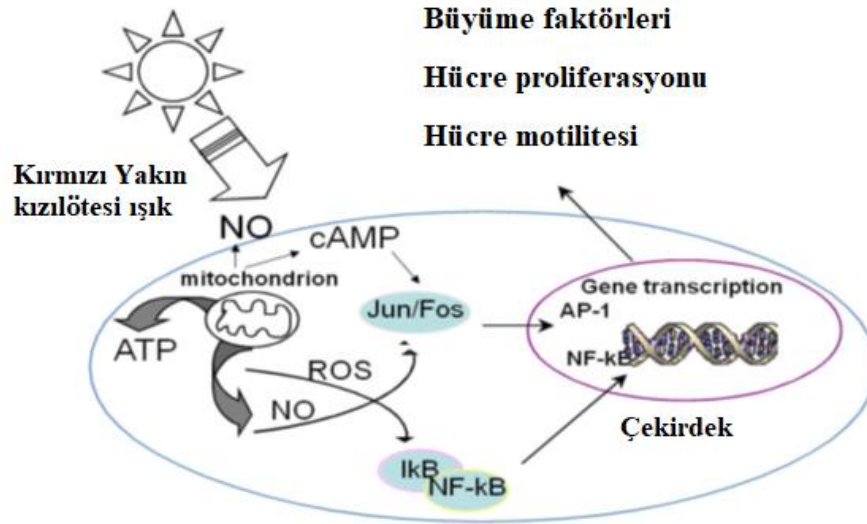 Büyüme faktörleri
Hücre proliferasyonu
Hücre motilitesi
Kırmızı Yakın
kızılötesi ışık
NO
cAMP
mitochondrion
Jun/Fos
Gene transcription
AP-1
ATP
NF-kB
ROS
NO
Çekirdek
IkB
NF-kB